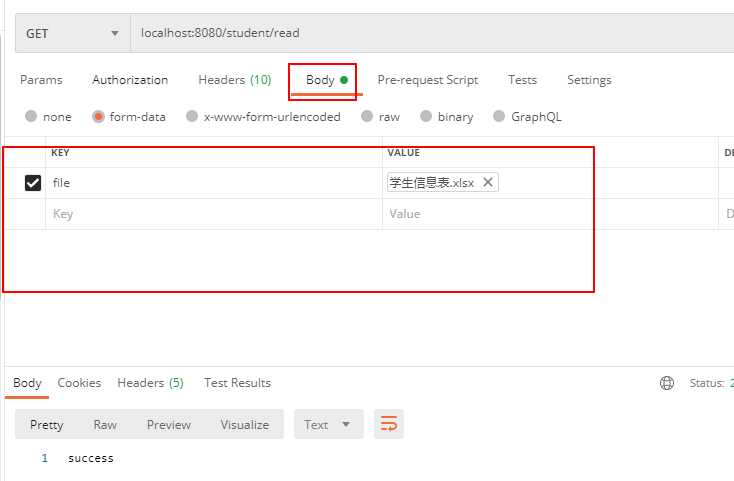 GET localhost:8080/student/read
Params Authorization Headers (10) Body Pre-request Script Tests Settings
none form-data x-www-form-urlencoded raw binary GraphQL
KEY VALUE
file 学生信息表.xlsx
Key Value
Body Cookies Headers (5) Test Results Status: 2
Pretty Raw Preview Visualize Text
1 success